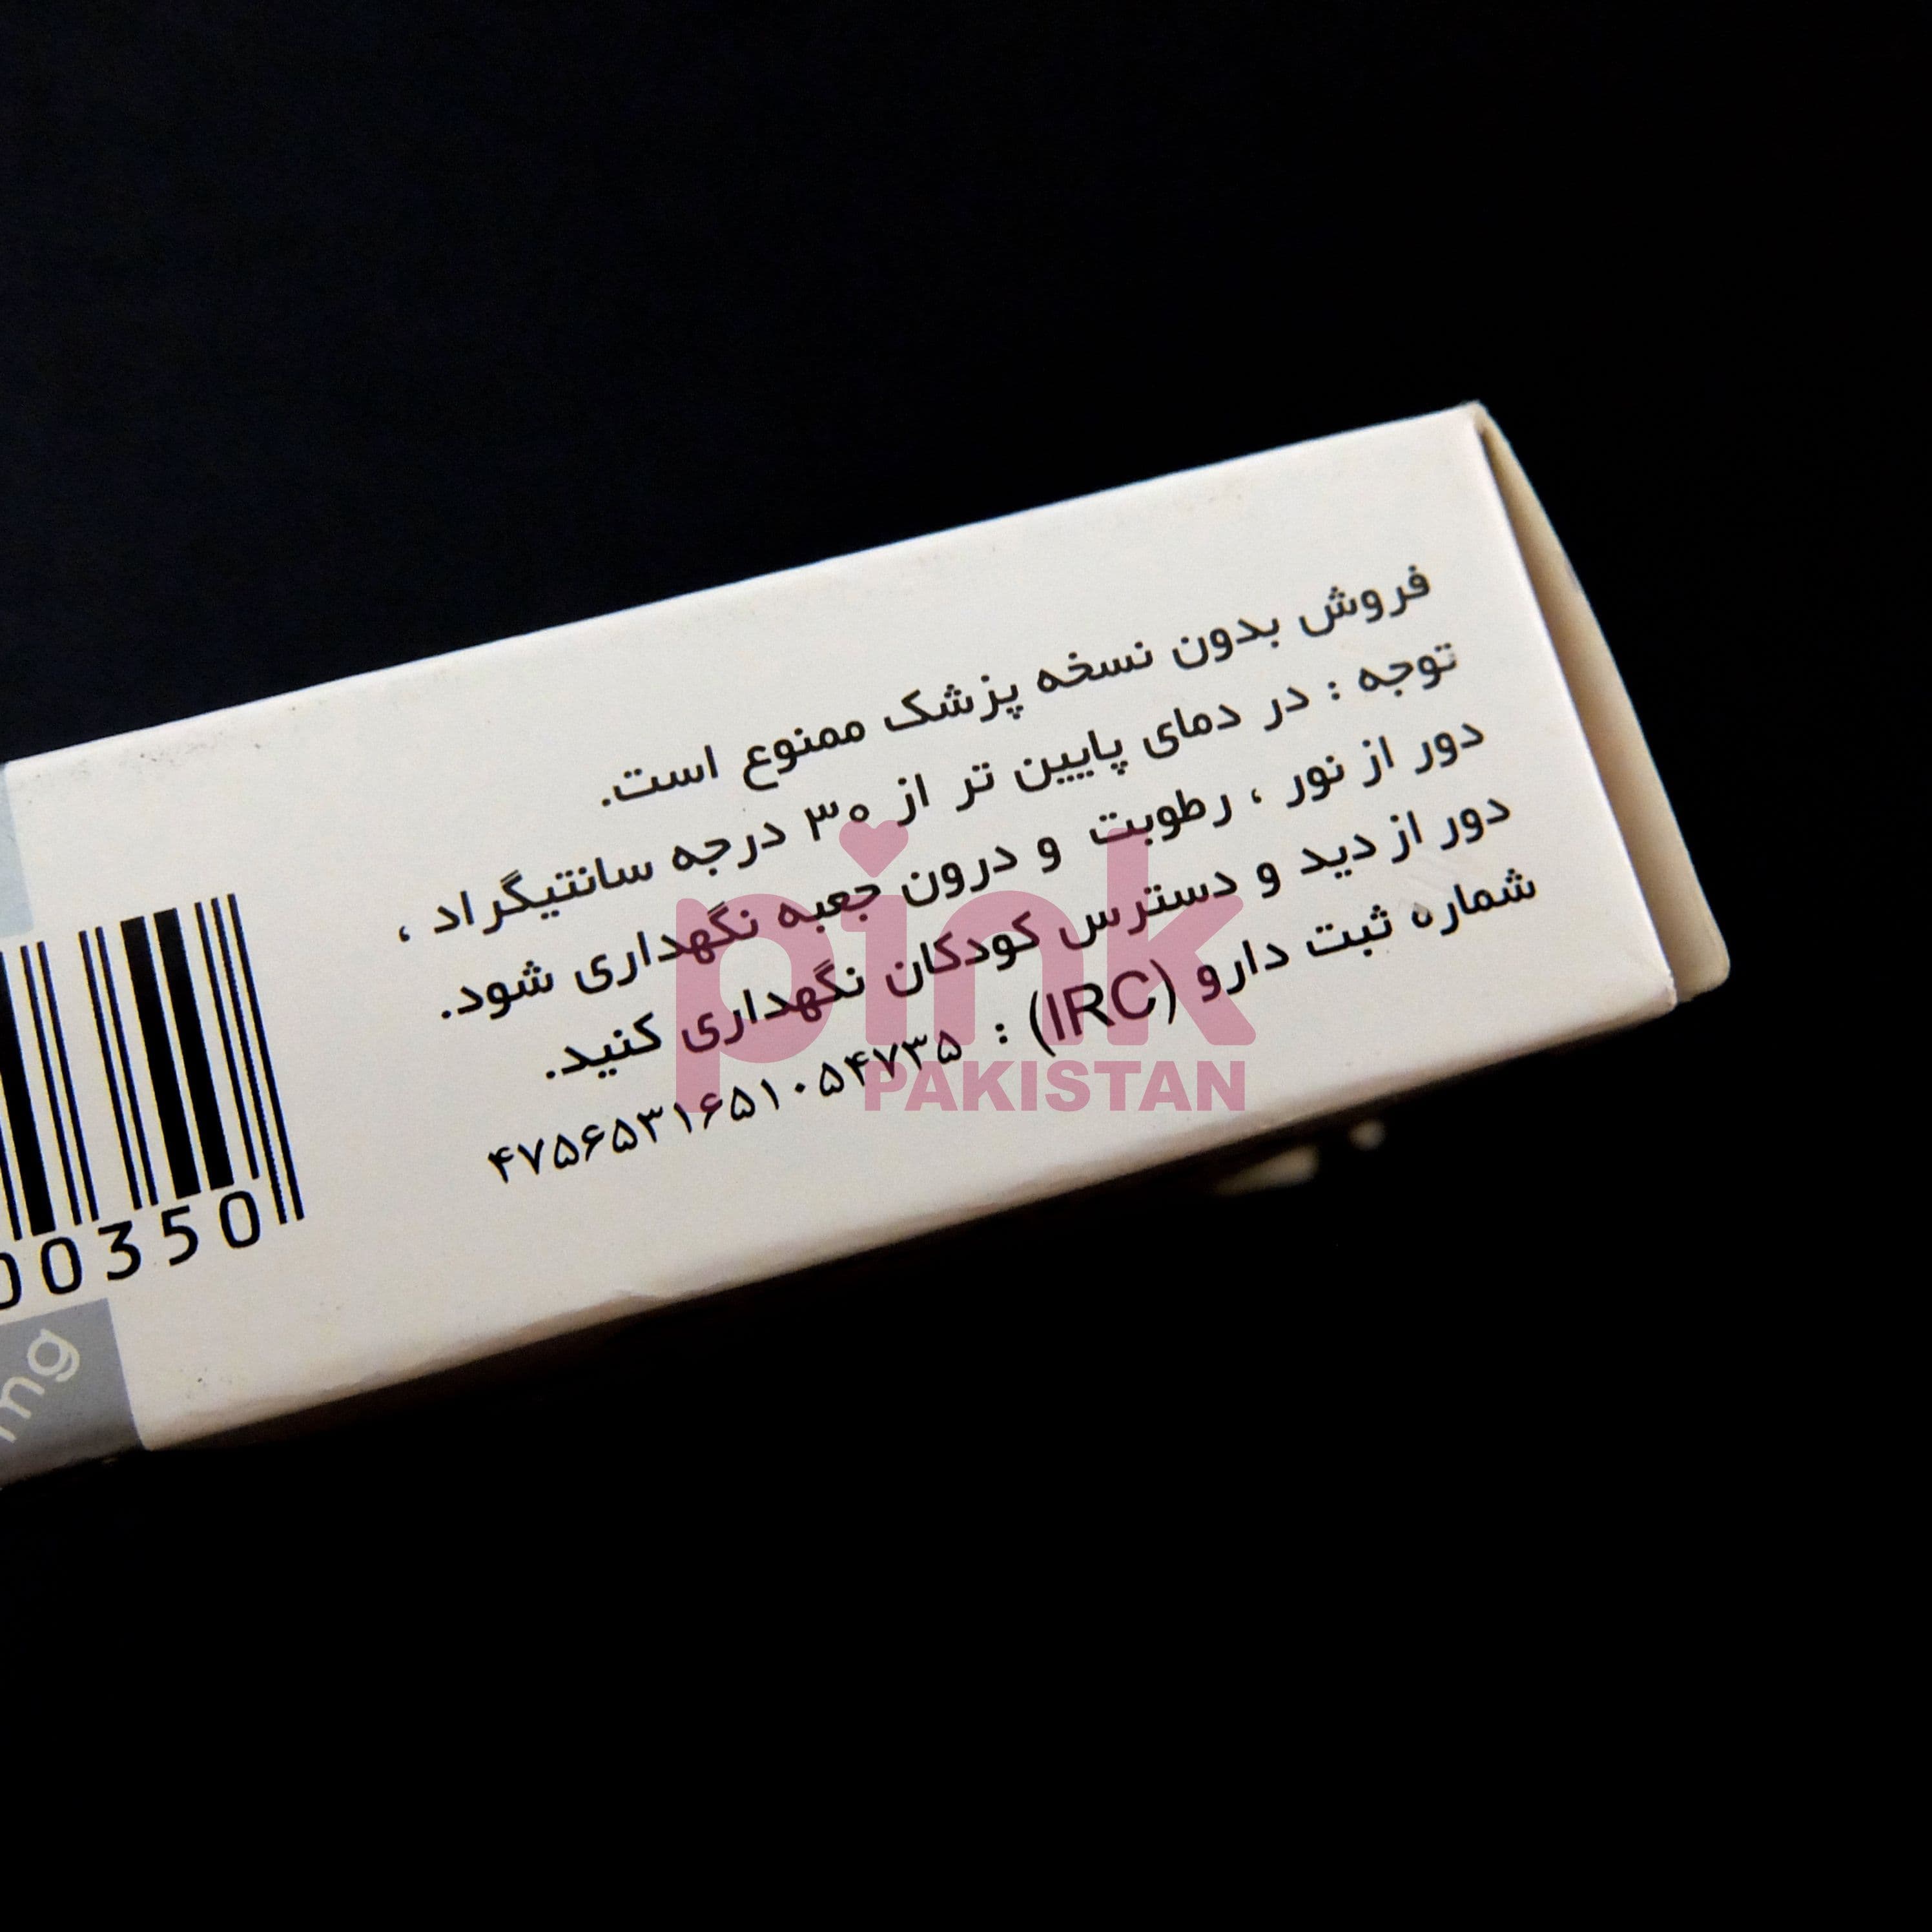 فروش بدون نسخه پزشک ممنوع است.
توجه : در دمای پایین تر از ۳۰ درجه سانتیگراد ،
دور از نور ، رطوبت و درون جعبه نگهداری شود.
دور از دید و دسترس کودکان نگهداری کنید.
شماره ثبت دارو (IRC) : ۴۷۵۶۵۳۱۶۵۱۰۵۴۷۳۵
00350
mg
pink
PAKISTAN